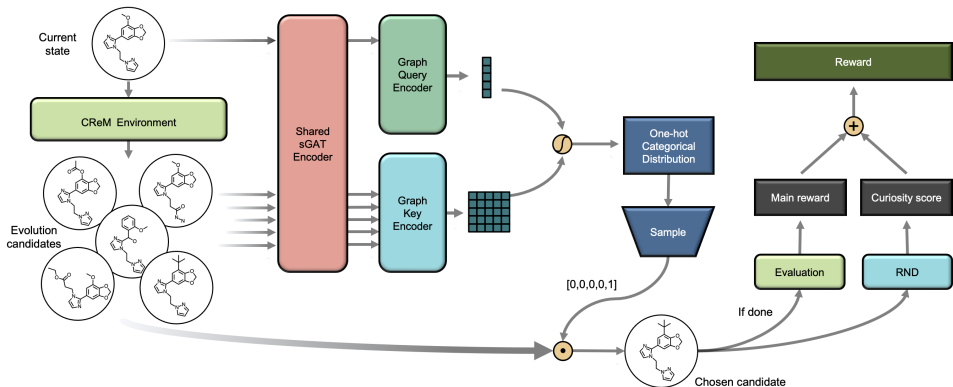 Current
state
CReM Environment
Evolution
candidates
Shared
sGAT
Encoder
Graph
Query
Encoder
Graph
Key
Encoder
One-hot
Categorical
Distribution
Sample
[0,0,0,0,1]
Chosen candidate
If done
Evaluation
RND
Main reward
Curiosity score
+
Reward